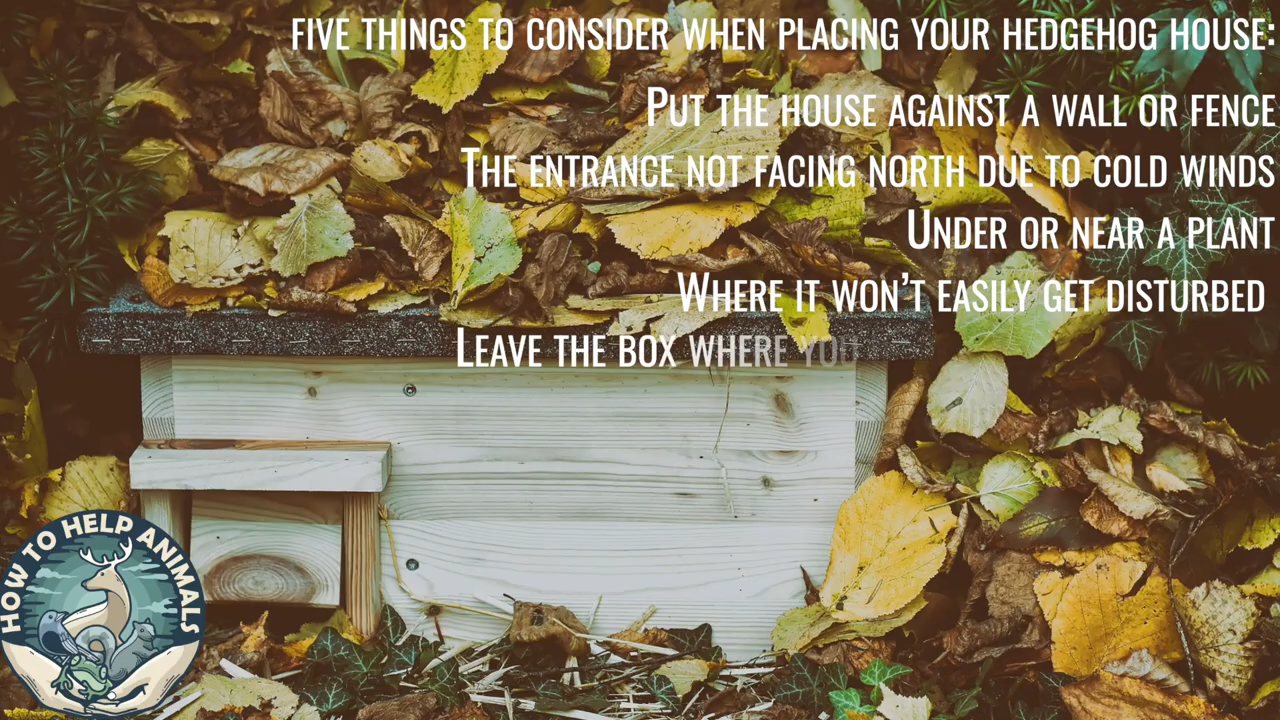 FIVE THINGS TO CONSIDER WHEN PLACING YOUR HEDGEHOG HOUSE:
PUT THE HOUSE AGAINST A WALL OR FENCE
THE ENTRANCE NOT FACING NORTH DUE TO COLD WINDS
UNDER OR NEAR A PLANT
WHERE IT WON'T EASILY GET DISTURBED
LEAVE THE BOX WHERE YOU
HOW TO HELP ANIMALS